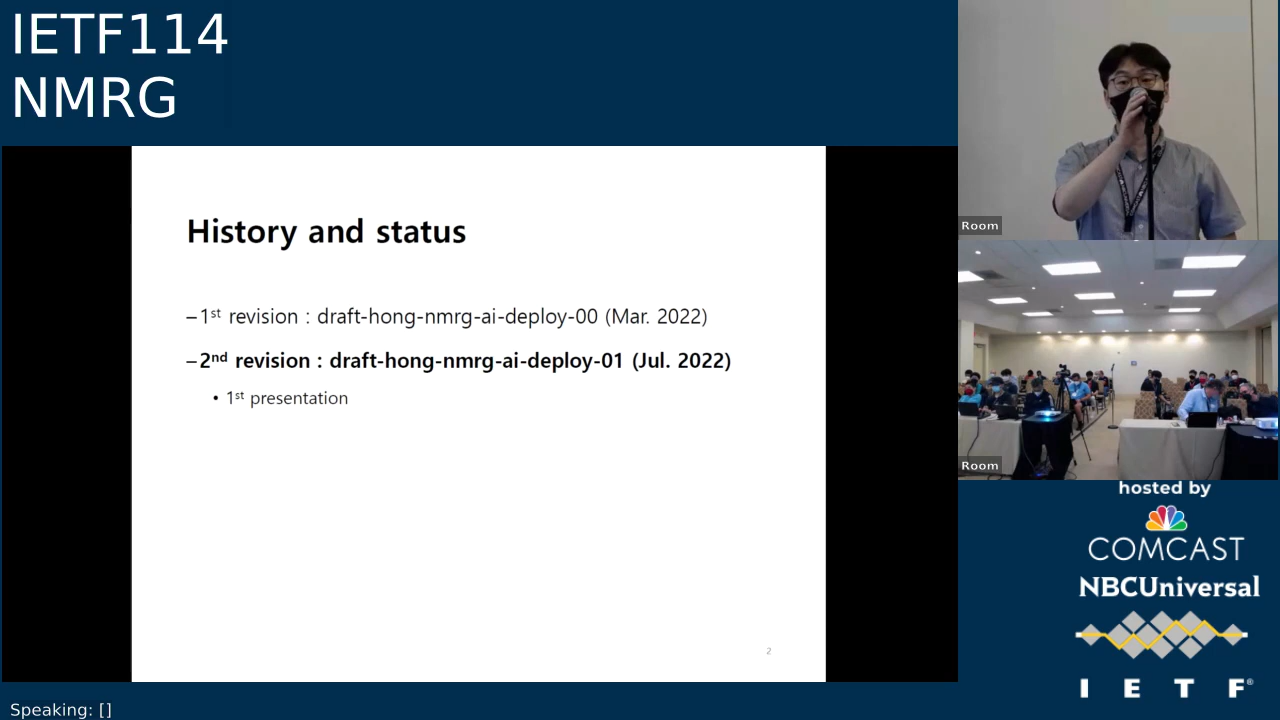 IETF114
NMRG
History and status
–1st revision : draft-hong-nmrg-ai-deploy-00 (Mar. 2022)
–2nd revision : draft-hong-nmrg-ai-deploy-01 (Jul. 2022)
• 1st presentation
2
Room
Room
hosted by
COMCAST
NBCUniversal
I E T F®
Speaking: []